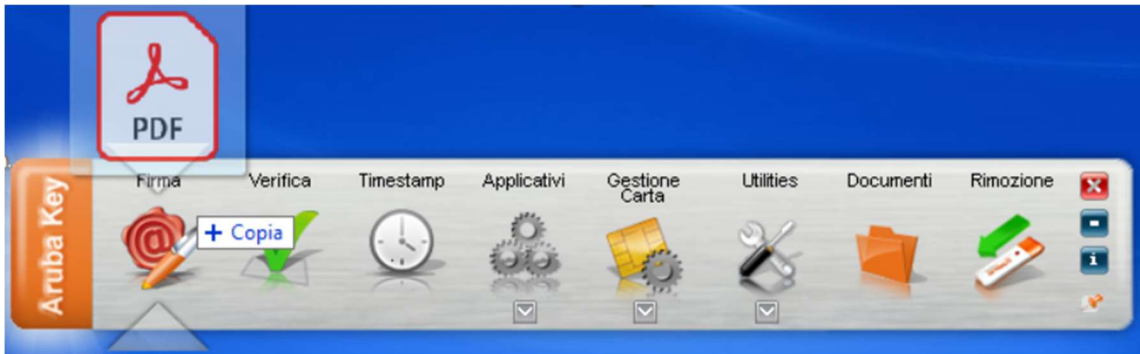 PDF
Aruba Key
Firma
Verifica
Timestamp
Applicativi
Gestione
Carta
Utilities
Documenti
Rimozione
+ Copia